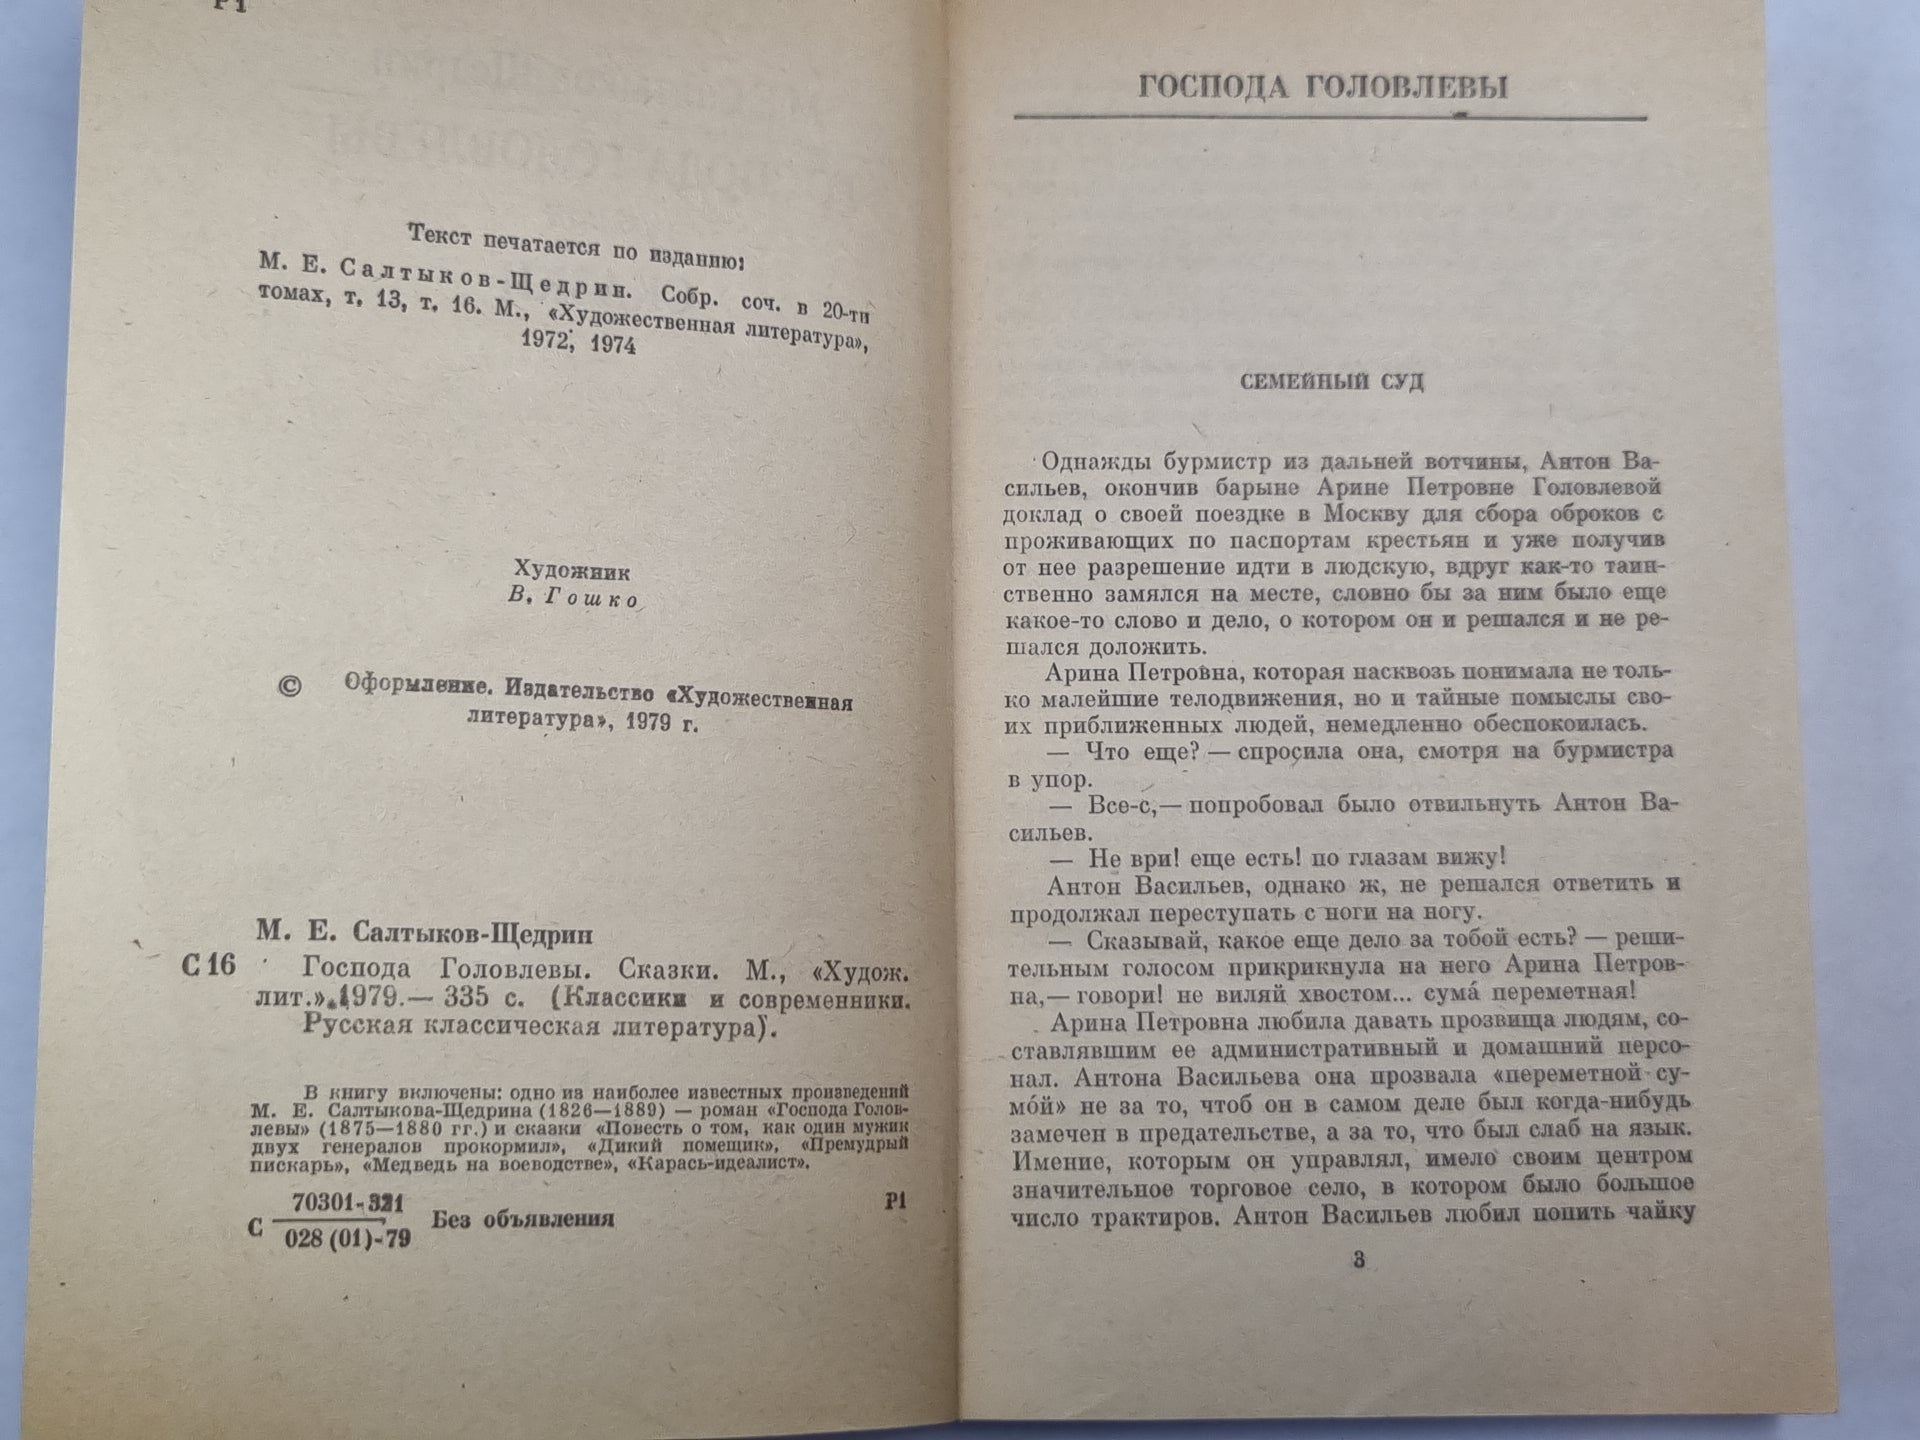 Р1
Текст печатается по изданию:
М. Е. Салтыков-Щедрин. Собр. соч. в 20-ти
томах, т. 13, т. 16. М., «Художественная литература»,
1972, 1974
Художник
В. Гошко
© Оформление. Издательство «Художественная
литература», 1979 г.
М. Е. Салтыков-Щедрин
С16 Господа Головлевы. Сказки. М., «Худож.
лит.», 1979.— 335 с. (Классики и современники.
Русская классическая литература).
В книгу включены: одно из наиболее известных произведений
М. Е. Салтыкова-Щедрина (1826—1889) — роман «Господа Голов-
левы» (1875—1880 гг.) и сказки «Повесть о том, как один мужик
двух генералов прокормил», «Дикий помещик», «Премудрый
пискарь», «Медведь на воеводстве», «Карась-идеалист».
70301-321
С Без объявления Р1
028 (01)-79
ГОСПОДА ГОЛОВЛЕВЫ
СЕМЕЙНЫЙ СУД
Однажды бурмистр из дальней вотчины, Антон Ва-
сильев, окончив барыне Арине Петровне Головлевой
доклад о своей поездке в Москву для сбора оброков с
проживающих по паспортам крестьян и уже получив
от нее разрешение идти в людскую, вдруг как-то таин-
ственно замялся на месте, словно бы за ним было еще
какое-то слово и дело, о котором он и решался и не ре-
шался доложить.
Арина Петровна, которая насквозь понимала не толь-
ко малейшие телодвижения, но и тайные помыслы сво-
их приближенных людей, немедленно обеспокоилась.
— Что еще? — спросила она, смотря на бурмистра
в упор.
— Все-с,— попробовал было отвильнуть Антон Ва-
сильев.
— Не ври! еще есть! по глазам вижу!
Антон Васильев, однако ж, не решался ответить и
продолжал переступать с ноги на ногу.
— Сказывай, какое еще дело за тобой есть? — реши-
тельным голосом прикрикнула на него Арина Петров-
на,— говори! не виляй хвостом... сума́ переметная!
Арина Петровна любила давать прозвища людям, со-
ставлявшим ее административный и домашний персо-
нал. Антона Васильева она прозвала «переметной су-
мо́й» не за то, чтоб он в самом деле был когда-нибудь
замечен в предательстве, а за то, что был слаб на язык.
Имение, которым он управлял, имело своим центром
значительное торговое село, в котором было большое
число трактиров. Антон Васильев любил попить чайку
3